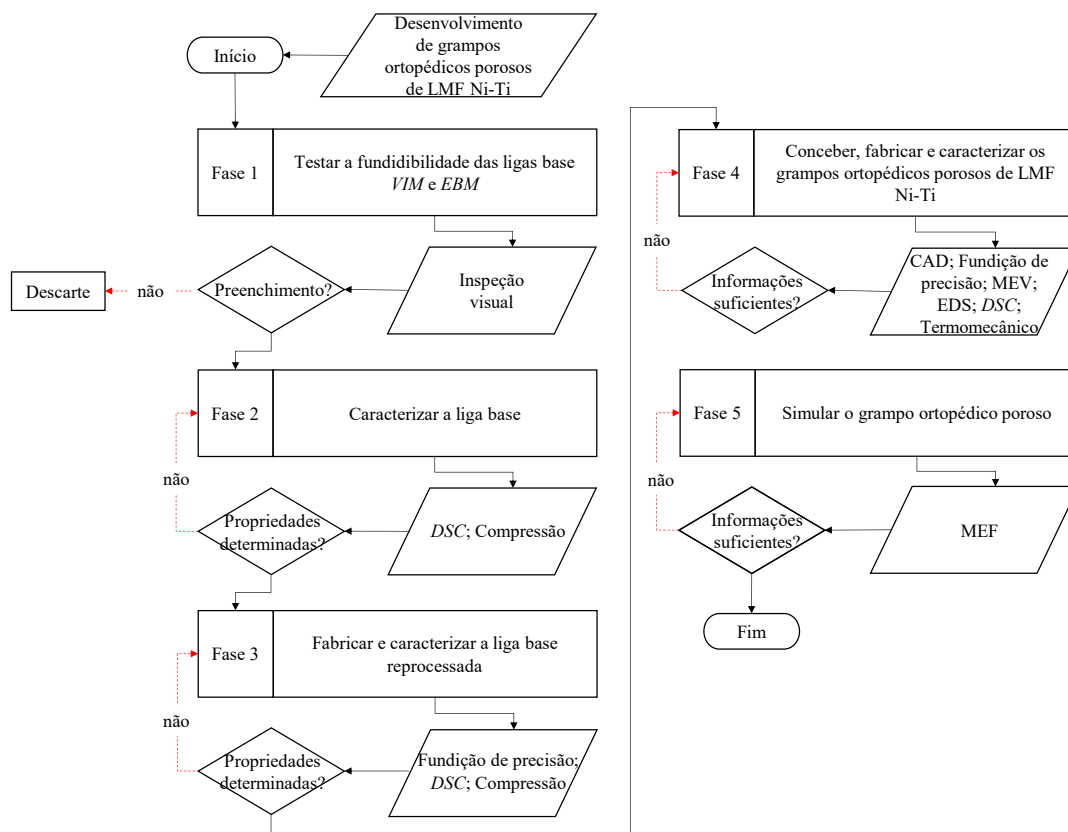 Início
Desenvolvimento
de grampos
ortopédicos porosos
de LMF Ni-Ti
Fase 1
Testar a fundidibilidade das ligas base
VIM e EBM
Inspeção
visual
Preenchimento?
não
Descarte
Fase 2
Caracterizar a liga base
não
DSC; Compressão
Propriedades
determinadas?
Fase 3
Fabricar e caracterizar a liga base
reprocessada
não
Fundição de precisão;
DSC; Compressão
Propriedades
determinadas?
Fase 4
Conceber, fabricar e caracterizar os
grampos ortopédicos porosos de LMF
Ni-Ti
não
CAD; Fundição de
precisão; MEV;
EDS; DSC;
Termomecânico
Informações
suficientes?
Fase 5
Simular o grampo ortopédico poroso
não
MEF
Informações
suficientes?
Fim